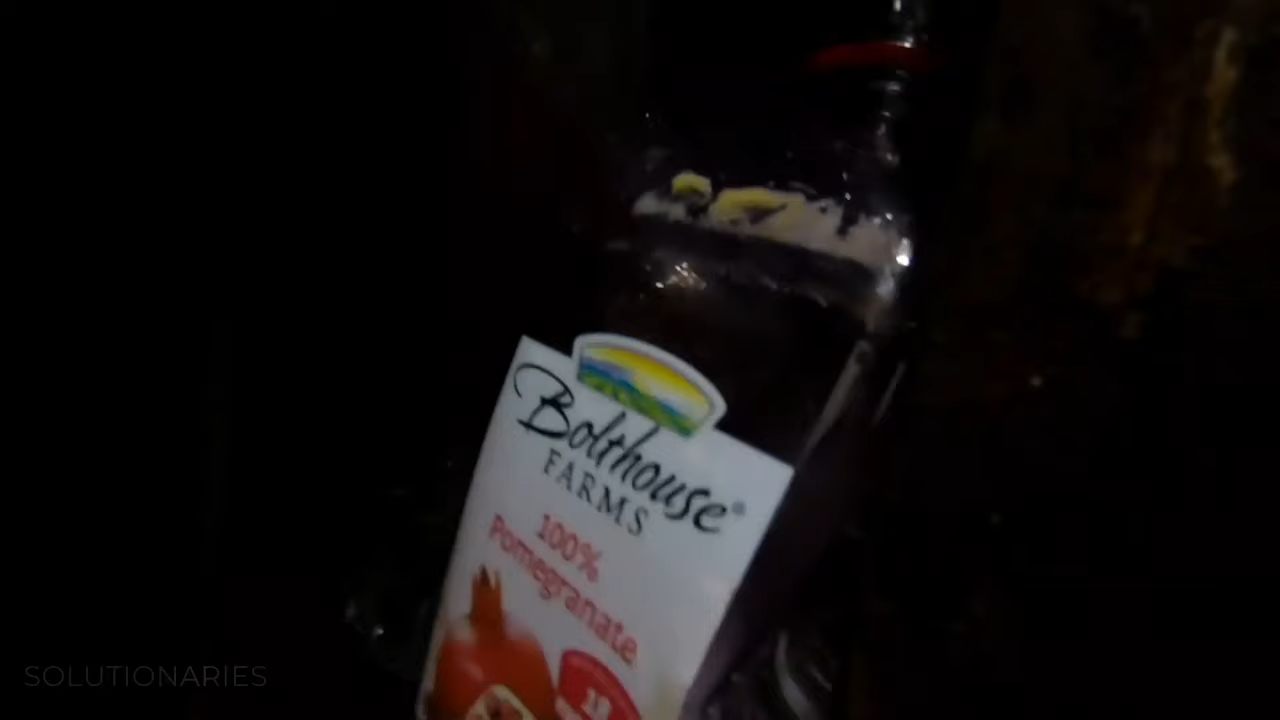 Bolthouse®
FARMS
100%
Pomegranate
SOLUTIONARIES